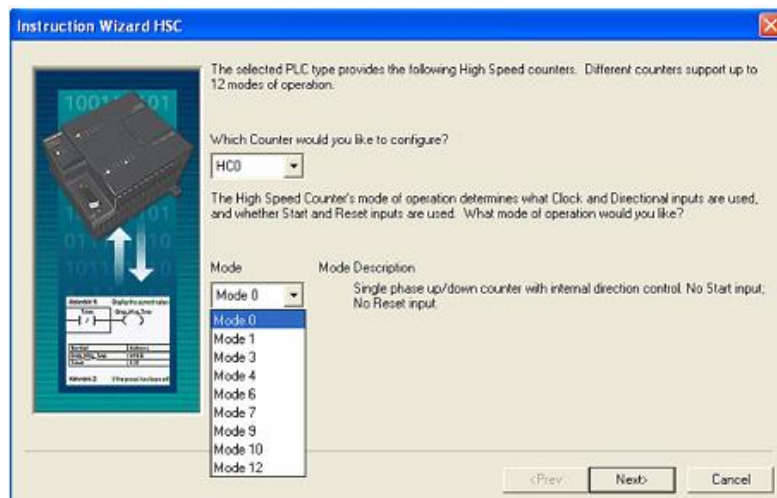 Instruction Wizard HSC
The selected PLC type provides the following High Speed counters. Different counters support up to
12 modes of operation.
Which Counter would you like to configure?
HC0
The High Speed Counter's mode of operation determines what Clock and Directional inputs are used,
and whether Start and Reset inputs are used. What mode of operation would you like?
Mode
Mode Description
Mode 0
Single phase up/down counter with internal direction control. No Start input;
No Reset input.
Mode 0
Mode 1
Mode 3
Mode 4
Mode 6
Mode 7
Mode 9
Mode 10
Mode 12
<Prev
Next>
Cancel